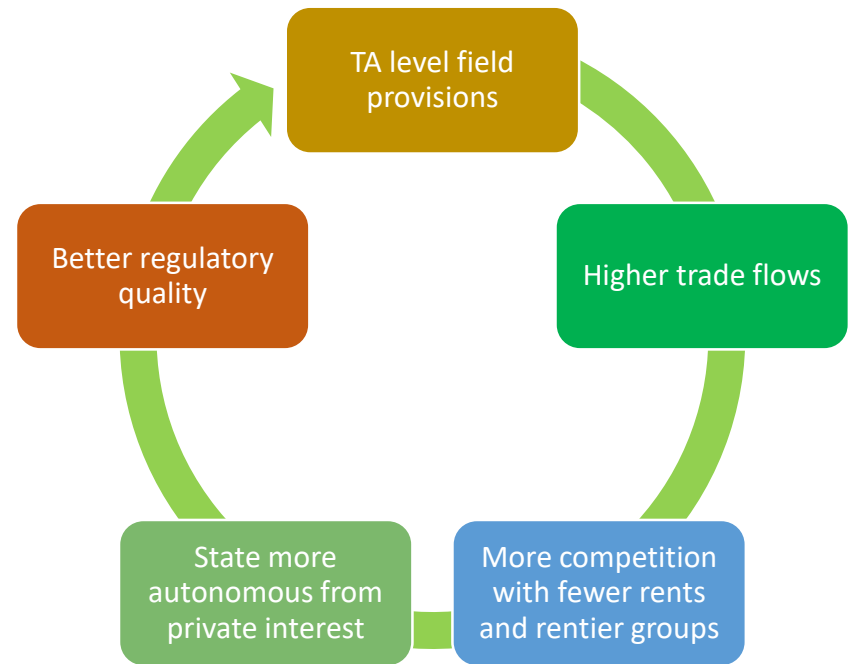 TA level field
provisions
Higher trade flows
More competition
with fewer rents
and rentier groups
State more
autonomous from
private interest
Better regulatory
quality